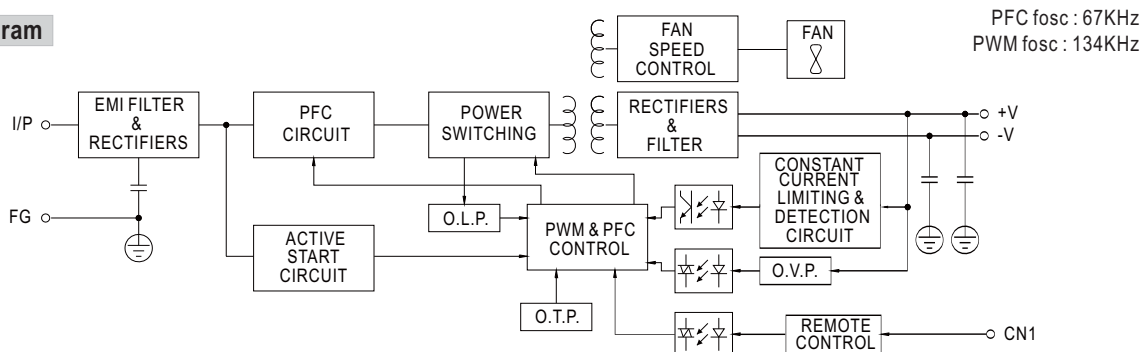 ram
PFC fosc : 67KHz
PWM fosc : 134KHz
FAN
SPEED
CONTROL
FAN
I/P
EMI FILTER
&
RECTIFIERS
PFC
CIRCUIT
POWER
SWITCHING
RECTIFIERS
&
FILTER
+V
-V
CONSTANT
CURRENT
LIMITING &
DETECTION
CIRCUIT
FG
O.L.P.
PWM & PFC
CONTROL
ACTIVE
START
CIRCUIT
O.V.P.
O.T.P.
REMOTE
CONTROL
CN1